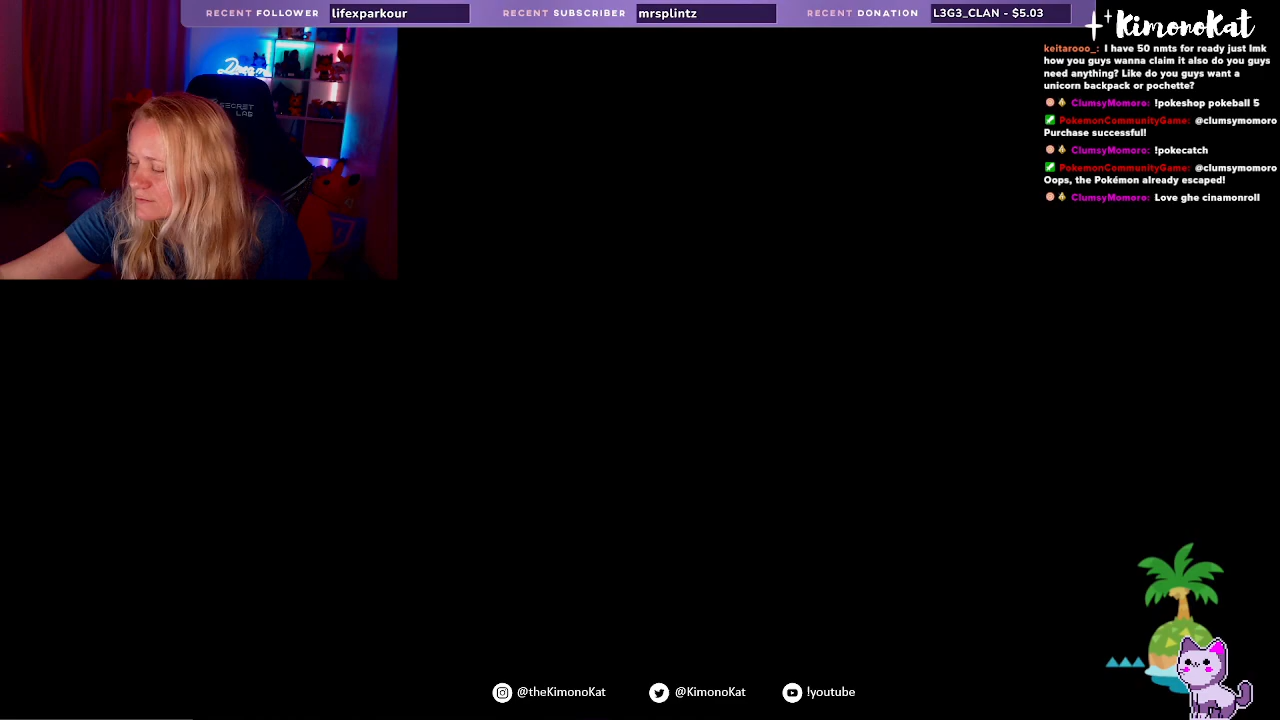 RECENT FOLLOWER lifexparkour RECENT SUBSCRIBER mrsplintz RECENT DONATION L3G3_CLAN - $5.03
KimonoKat
keitarooo_: I have 50 nmts for ready just lmk
how you guys wanna claim it also do you guys
need anything? Like do you guys want a
unicorn backpack or pochette?
ClumsyMomoro: !pokeshop pokeball 5
PokemonCommunityGame: @clumsymomoro
Purchase successful!
ClumsyMomoro: !pokecatch
PokemonCommunityGame: @clumsymomoro
Oops, the Pokémon already escaped!
ClumsyMomoro: Love ghe cinamonroll
Dream
SECRET
LAB
@theKimonoKat @KimonoKat !youtube